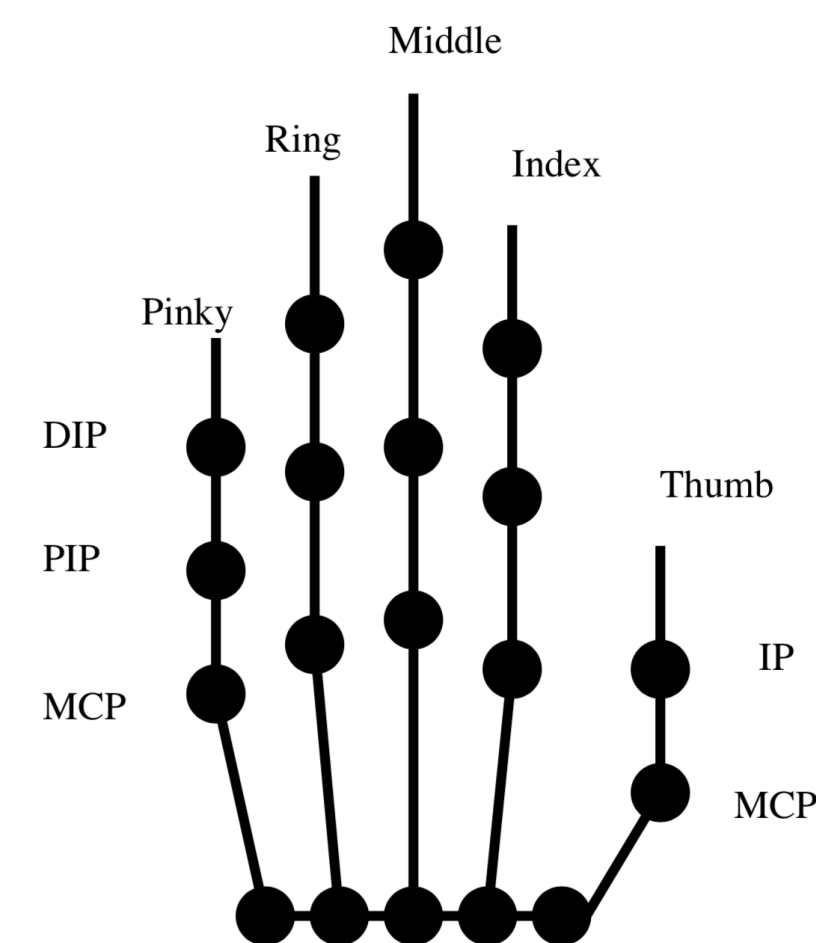 Middle
Ring
Index
Pinky
DIP
Thumb
PIP
IP
MCP
MCP